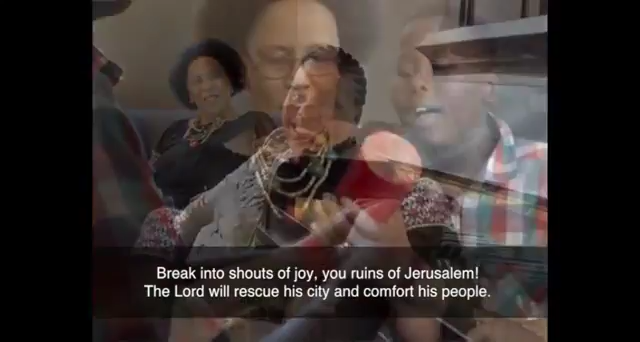 Break into shouts of joy, you ruins of Jerusalem!
The Lord will rescue his city and comfort his people.